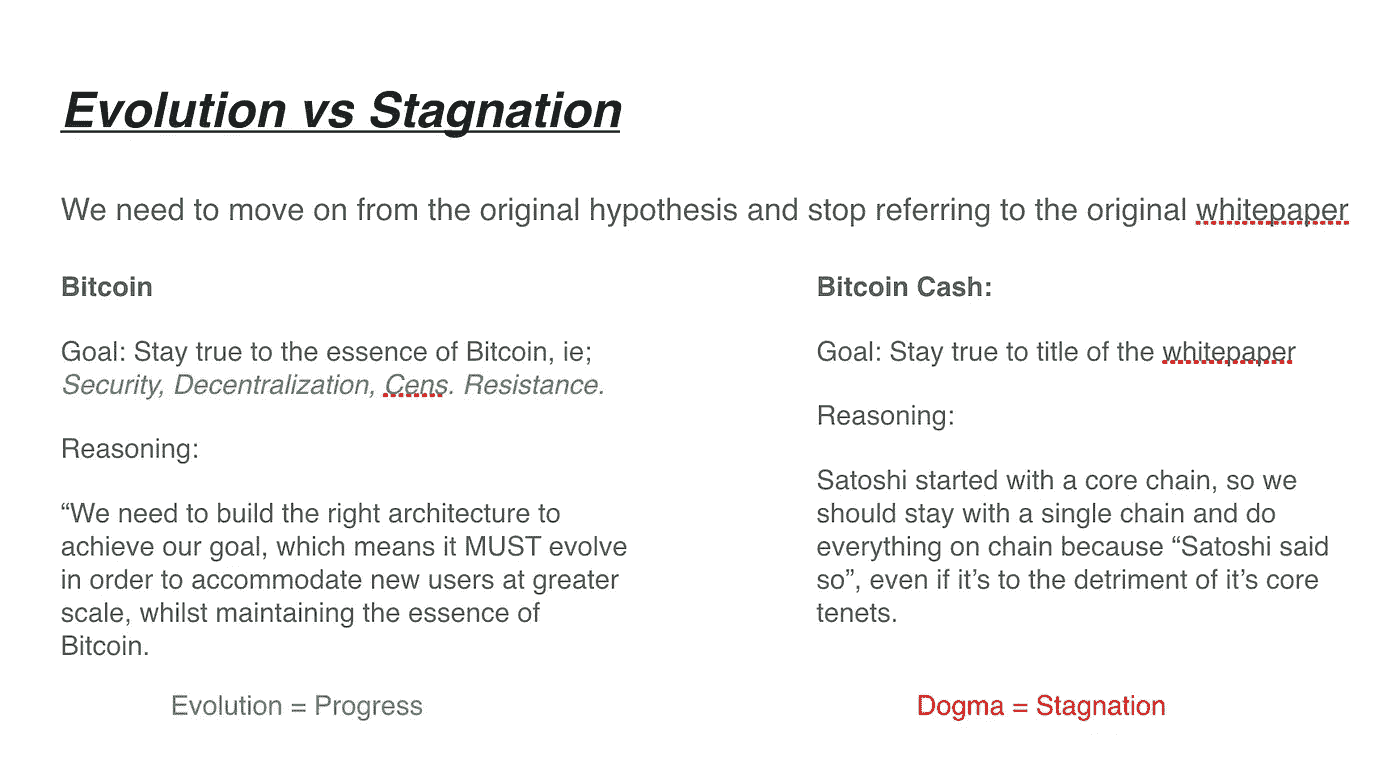 Evolution vs Stagnation
We need to move on from the original hypothesis and stop referring to the original whitepaper
Bitcoin
Goal: Stay true to the essence of Bitcoin, ie;
Security, Decentralization, Cens. Resistance.
Reasoning:
“We need to build the right architecture to
achieve our goal, which means it MUST evolve
in order to accommodate new users at greater
scale, whilst maintaining the essence of
Bitcoin.
Evolution = Progress
Bitcoin Cash:
Goal: Stay true to title of the whitepaper
Reasoning:
Satoshi started with a core chain, so we
should stay with a single chain and do
everything on chain because “Satoshi said
so”, even if it’s to the detriment of it’s core
tenets.
Dogma = Stagnation